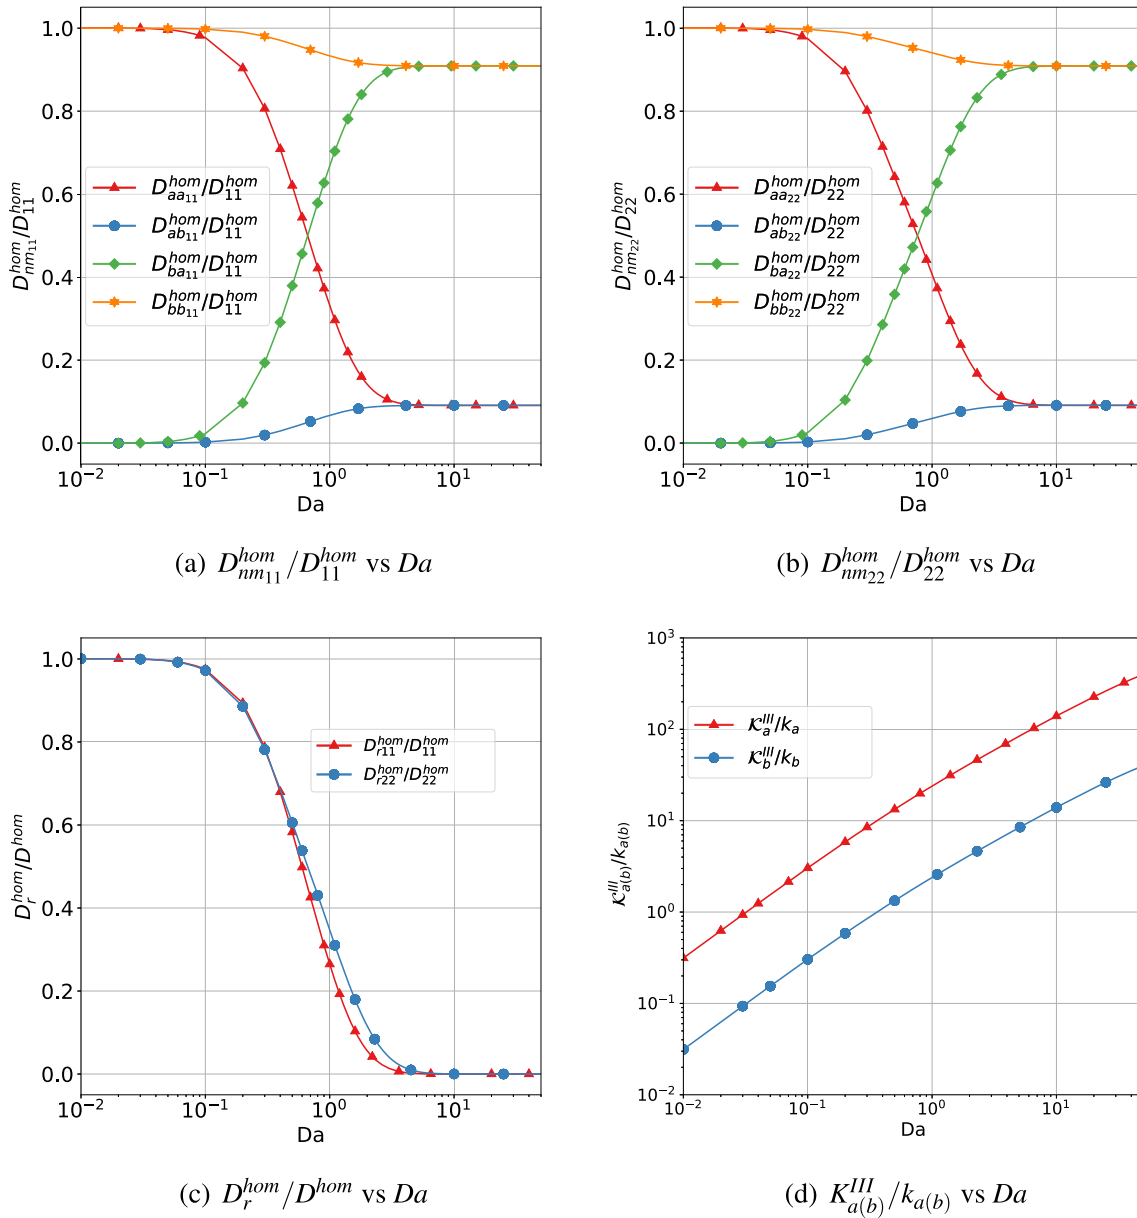 1.0
0.8
0.6
0.4
0.2
0.0
D^{hom}_{nm_{11}}/D^{hom}_{11}
D^{hom}_{aa_{11}}/D^{hom}_{11}
D^{hom}_{ab_{11}}/D^{hom}_{11}
D^{hom}_{ba_{11}}/D^{hom}_{11}
D^{hom}_{bb_{11}}/D^{hom}_{11}
10^{-2} 10^{-1} 10^{0} 10^{1}
Da
(a) D^{hom}_{nm_{11}}/D^{hom}_{11} vs Da
1.0
0.8
0.6
0.4
0.2
0.0
D^{hom}_{nm_{22}}/D^{hom}_{22}
D^{hom}_{aa_{22}}/D^{hom}_{22}
D^{hom}_{ab_{22}}/D^{hom}_{22}
D^{hom}_{ba_{22}}/D^{hom}_{22}
D^{hom}_{bb_{22}}/D^{hom}_{22}
10^{-2} 10^{-1} 10^{0} 10^{1}
Da
(b) D^{hom}_{nm_{22}}/D^{hom}_{22} vs Da
1.0
0.8
0.6
0.4
0.2
0.0
D^{hom}_{r}/D^{hom}
D^{hom}_{r11}/D^{hom}_{11}
D^{hom}_{r22}/D^{hom}_{22}
10^{-2} 10^{-1} 10^{0} 10^{1}
Da
(c) D^{hom}_{r}/D^{hom} vs Da
10^{3}
10^{2}
10^{1}
10^{0}
10^{-1}
10^{-2}
𝒦^{III}_{a(b)}/k_{a(b)}
𝒦^{III}_{a}/k_{a}
𝒦^{III}_{b}/k_{b}
10^{-2} 10^{-1} 10^{0} 10^{1}
Da
(d) K^{III}_{a(b)}/k_{a(b)} vs Da